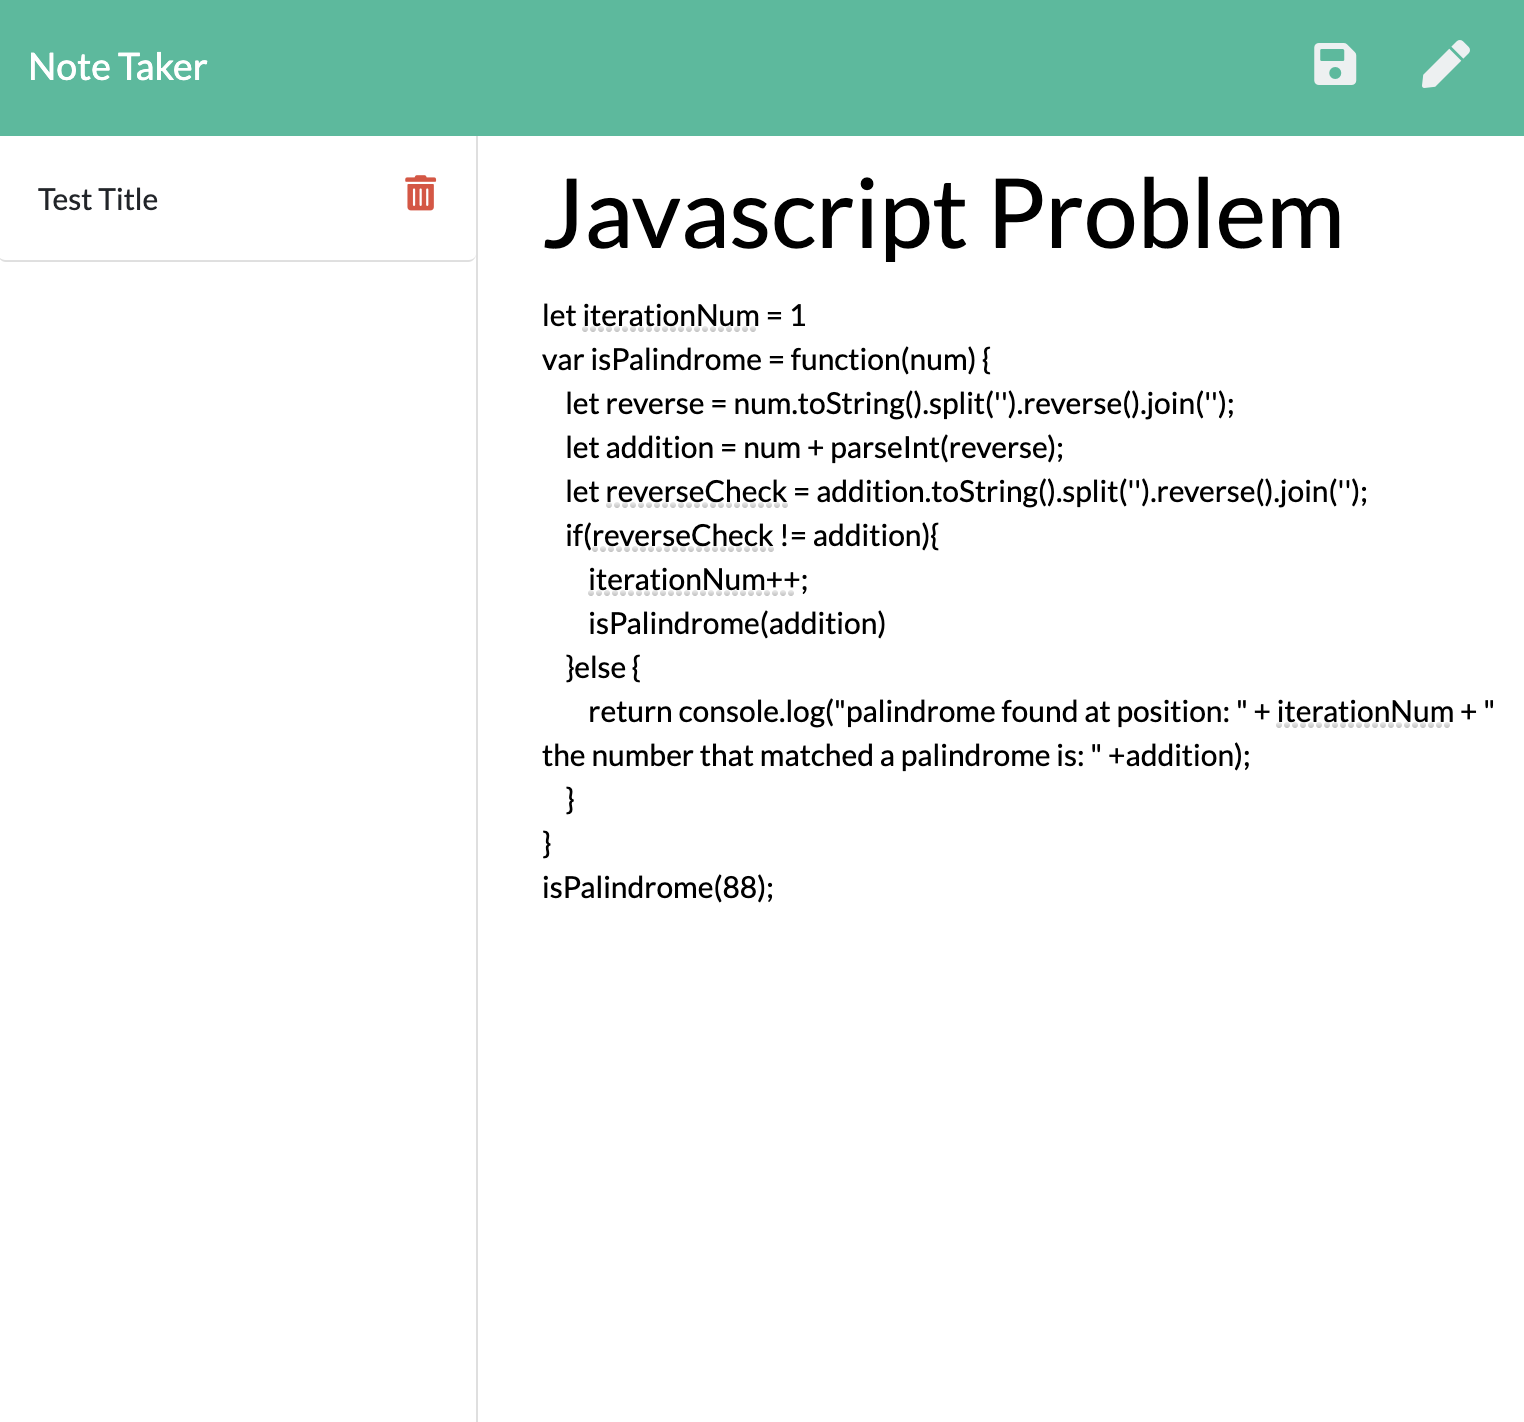 Note Taker
Test Title
Javascript Problem
let iterationNum = 1
var isPalindrome = function(num) {
let reverse = num.toString().split('').reverse().join('');
let addition = num + parseInt(reverse);
let reverseCheck = addition.toString().split('').reverse().join('');
if(reverseCheck != addition){
iterationNum++;
isPalindrome(addition)
}else {
return console.log("palindrome found at position: " + iterationNum + "
the number that matched a palindrome is: " +addition);
}
}
isPalindrome(88);